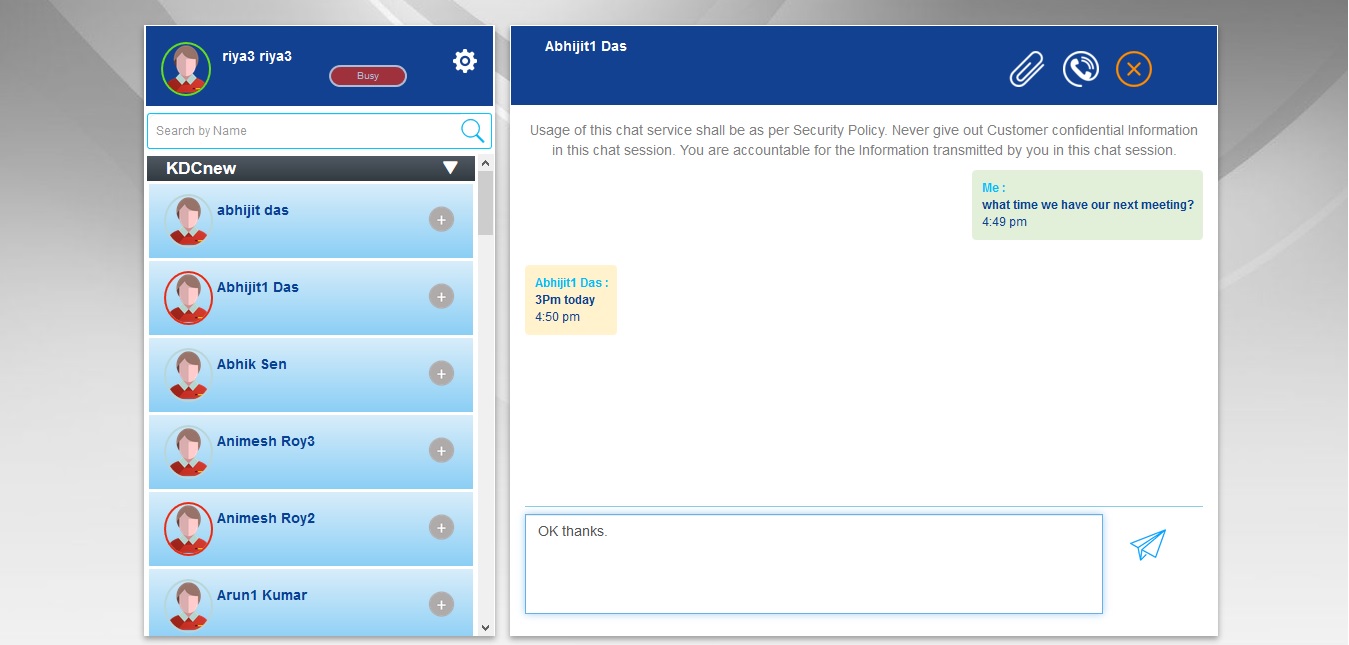 riya3 riya3
Busy
Search by Name
KDCnew
abhijit das
Abhijit1 Das
Abhik Sen
Animesh Roy3
Animesh Roy2
Arun1 Kumar
Abhijit1 Das
Usage of this chat service shall be as per Security Policy. Never give out Customer confidential Information
in this chat session. You are accountable for the Information transmitted by you in this chat session.
Me :
what time we have our next meeting?
4:49 pm
Abhijit1 Das :
3Pm today
4:50 pm
OK thanks.